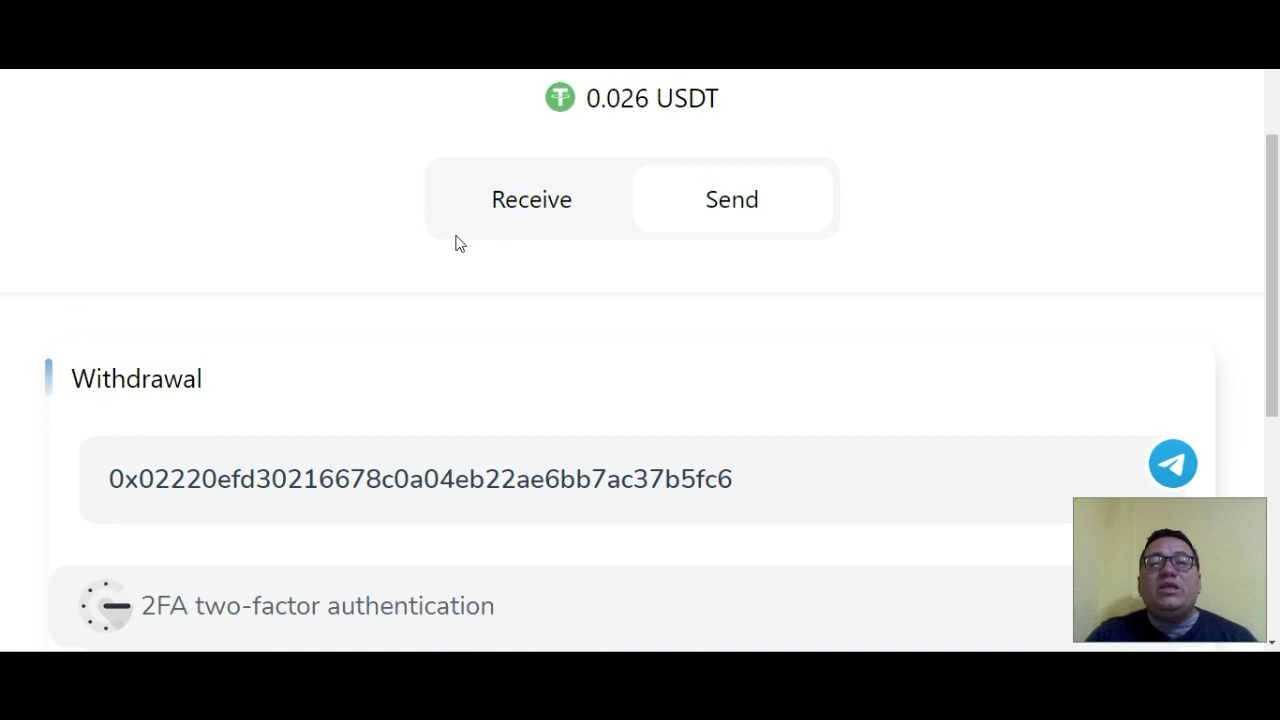 0.026 USDT
Receive
Send
Withdrawal
0x02220efd30216678c0a04eb22ae6bb7ac37b5fc6
2FA two-factor authentication